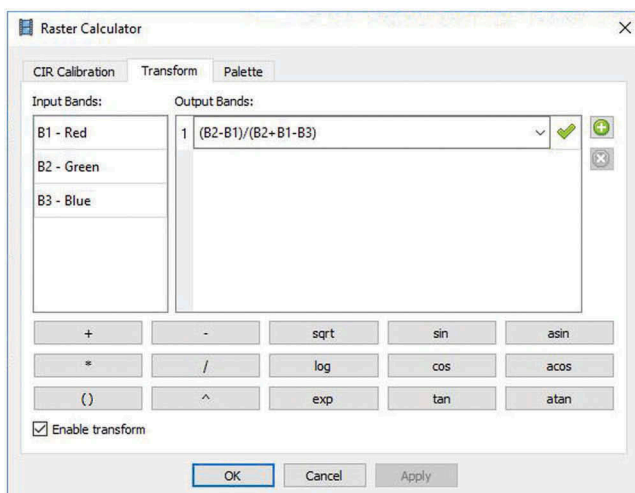 Raster Calculator
CIR Calibration Transform Palette
Input Bands: Output Bands:
B1 - Red 1 (B2-B1)/(B2+B1-B3)
B2 - Green
B3 - Blue
+ - sqrt sin asin
* / log cos acos
( ) ^ exp tan atan
Enable transform
OK Cancel Apply